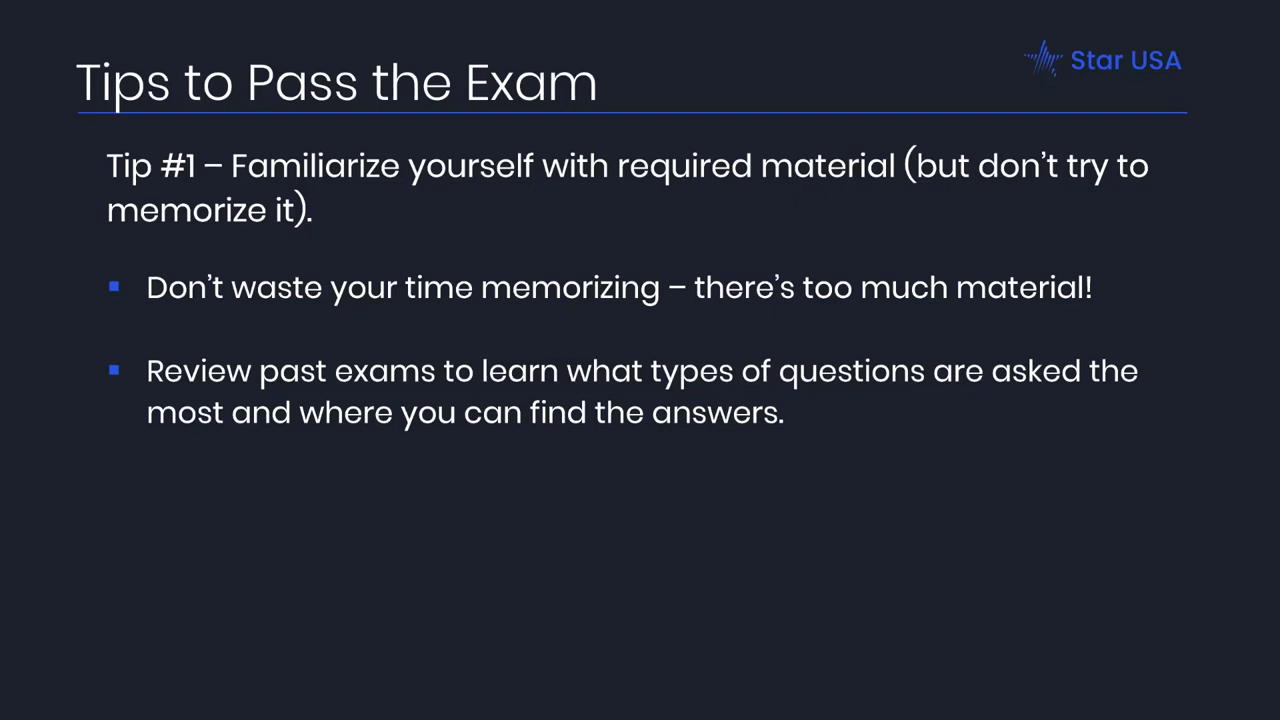 Tips to Pass the Exam
Star USA
Tip #1 – Familiarize yourself with required material (but don’t try to
memorize it).
▪ Don’t waste your time memorizing – there’s too much material!
▪ Review past exams to learn what types of questions are asked the
most and where you can find the answers.